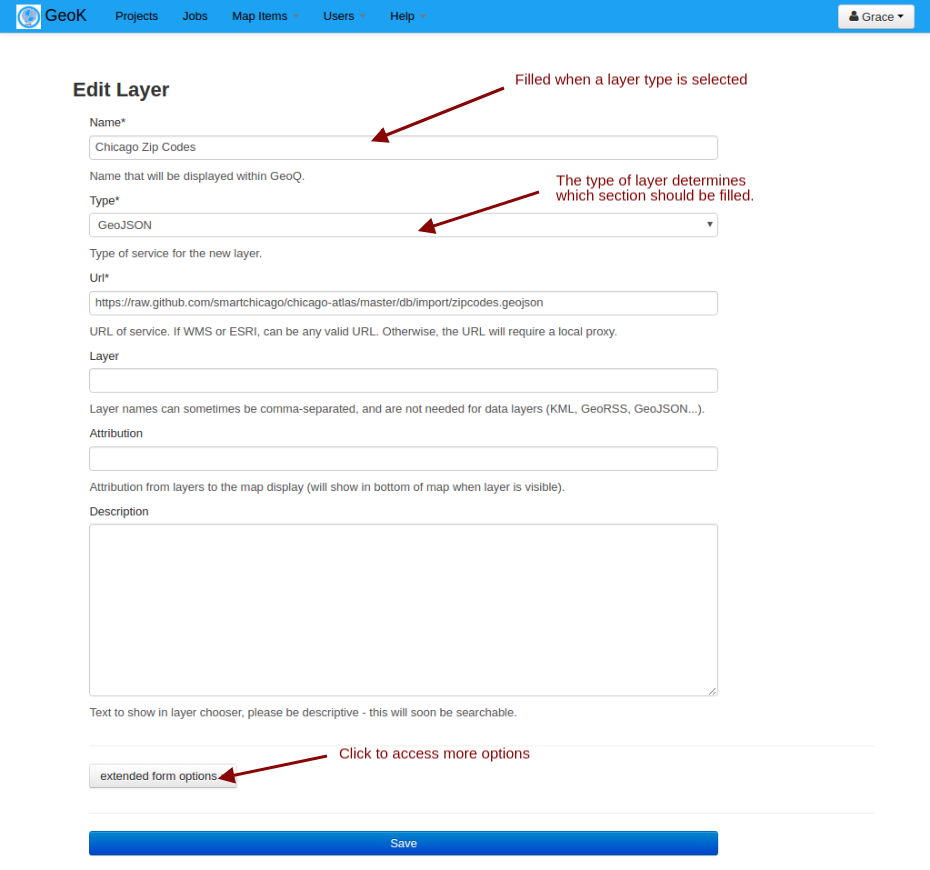 GeoK Projects Jobs Map Items Users Help Grace
Filled when a layer type is selected
Edit Layer
Name*
Chicago Zip Codes
Name that will be displayed within GeoQ.
The type of layer determines
which section should be filled.
Type*
GeoJSON
Type of service for the new layer.
Url*
https://raw.github.com/smartchicago/chicago-atlas/master/db/import/zipcodes.geojson
URL of service. If WMS or ESRI, can be any valid URL. Otherwise, the URL will require a local proxy.
Layer
Layer names can sometimes be comma-separated, and are not needed for data layers (KML, GeoRSS, GeoJSON...).
Attribution
Attribution from layers to the map display (will show in bottom of map when layer is visible).
Description
Text to show in layer chooser, please be descriptive - this will soon be searchable.
Click to access more options
extended form options
Save